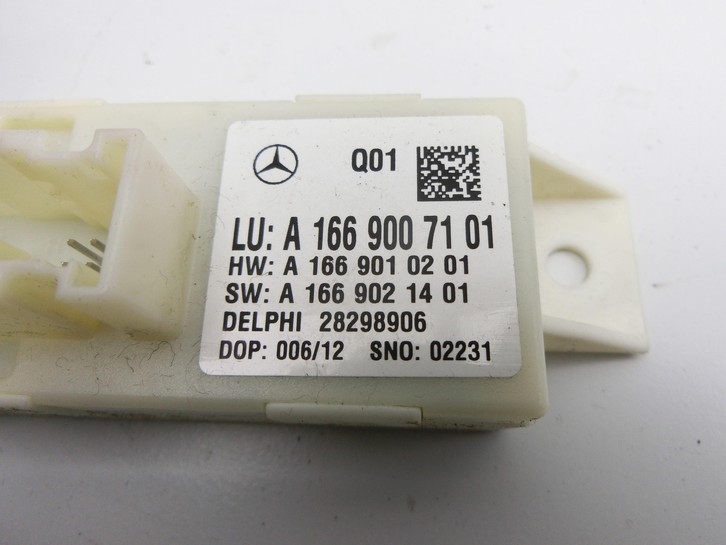 Q01
LU: A 166 900 71 01
HW: A 166 901 02 01
SW: A 166 902 14 01
DELPHI 28298906
DOP: 006/12 SNO: 02231